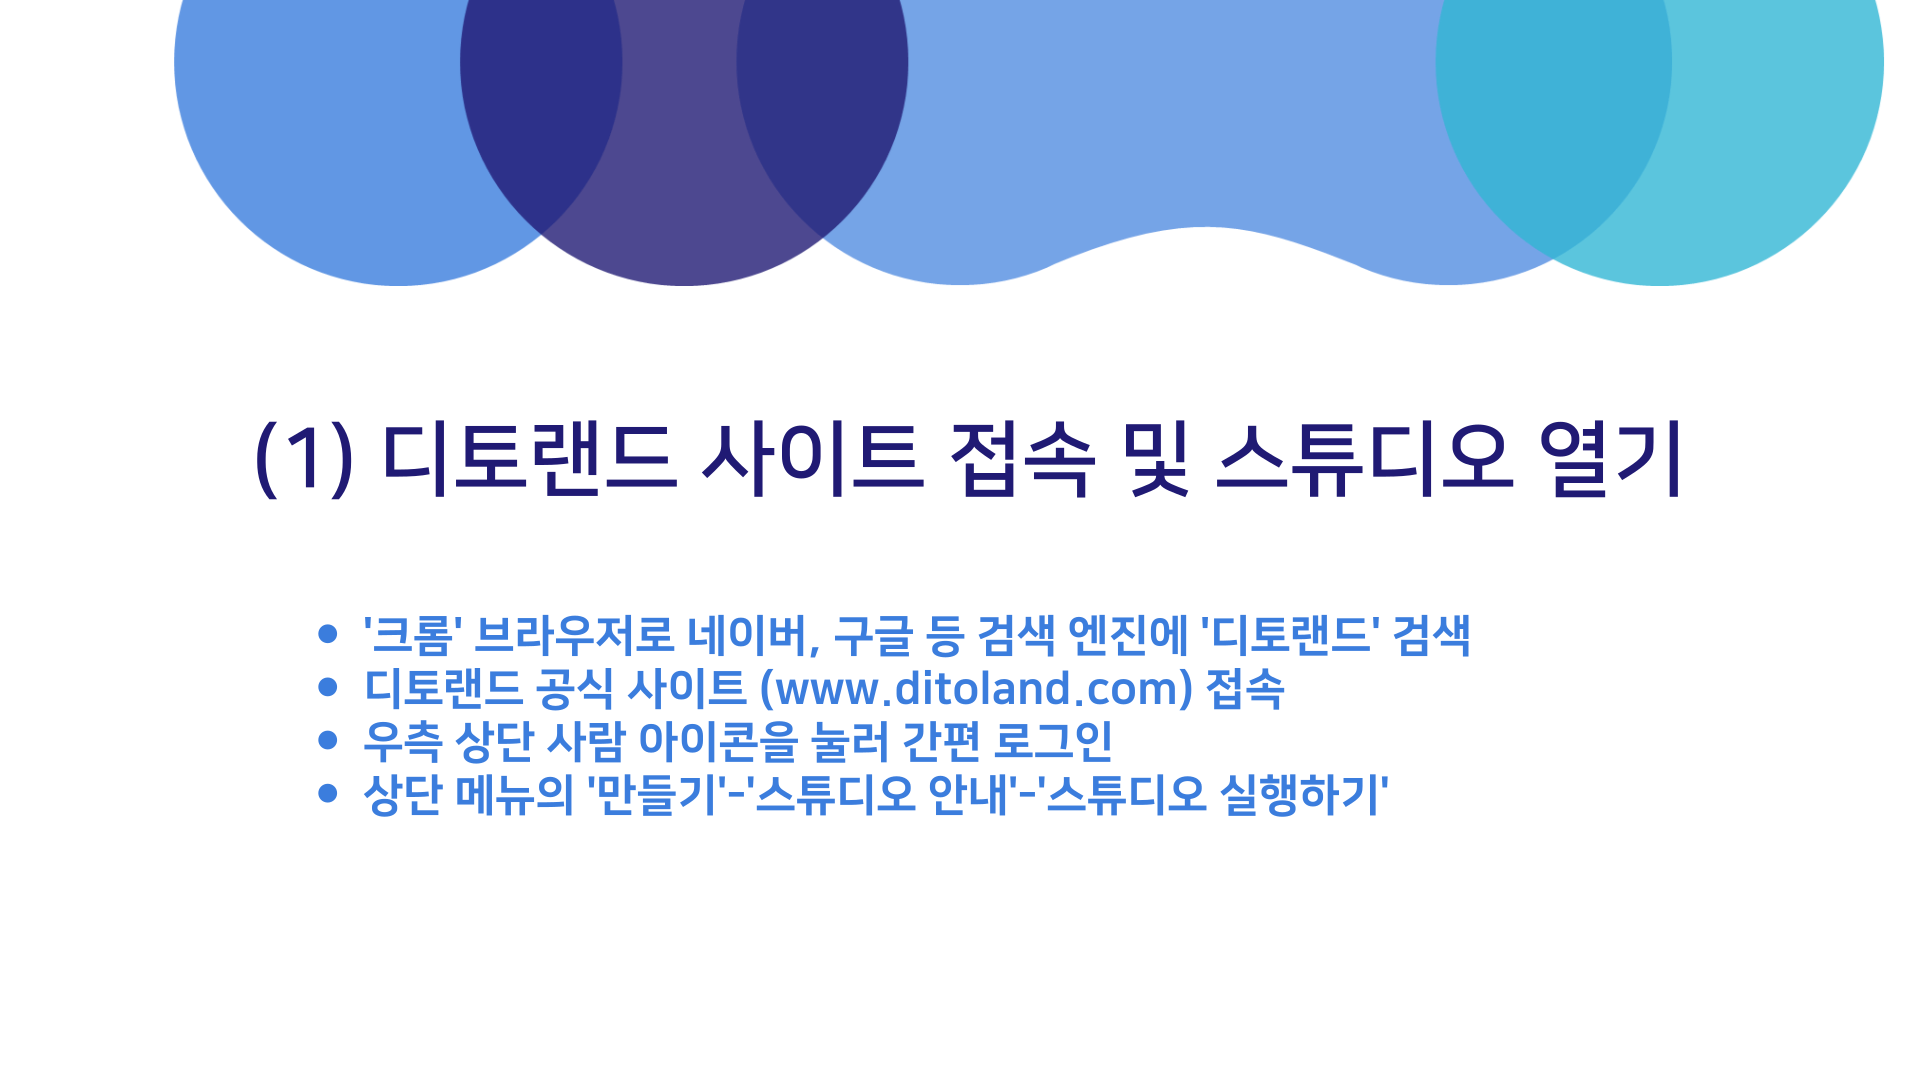 (1) 디토랜드 사이트 접속 및 스튜디오 열기
● '크롬' 브라우저로 네이버, 구글 등 검색 엔진에 '디토랜드' 검색
● 디토랜드 공식 사이트 (www.ditoland.com) 접속
● 우측 상단 사람 아이콘을 눌러 간편 로그인
● 상단 메뉴의 '만들기'-'스튜디오 안내'-'스튜디오 실행하기'